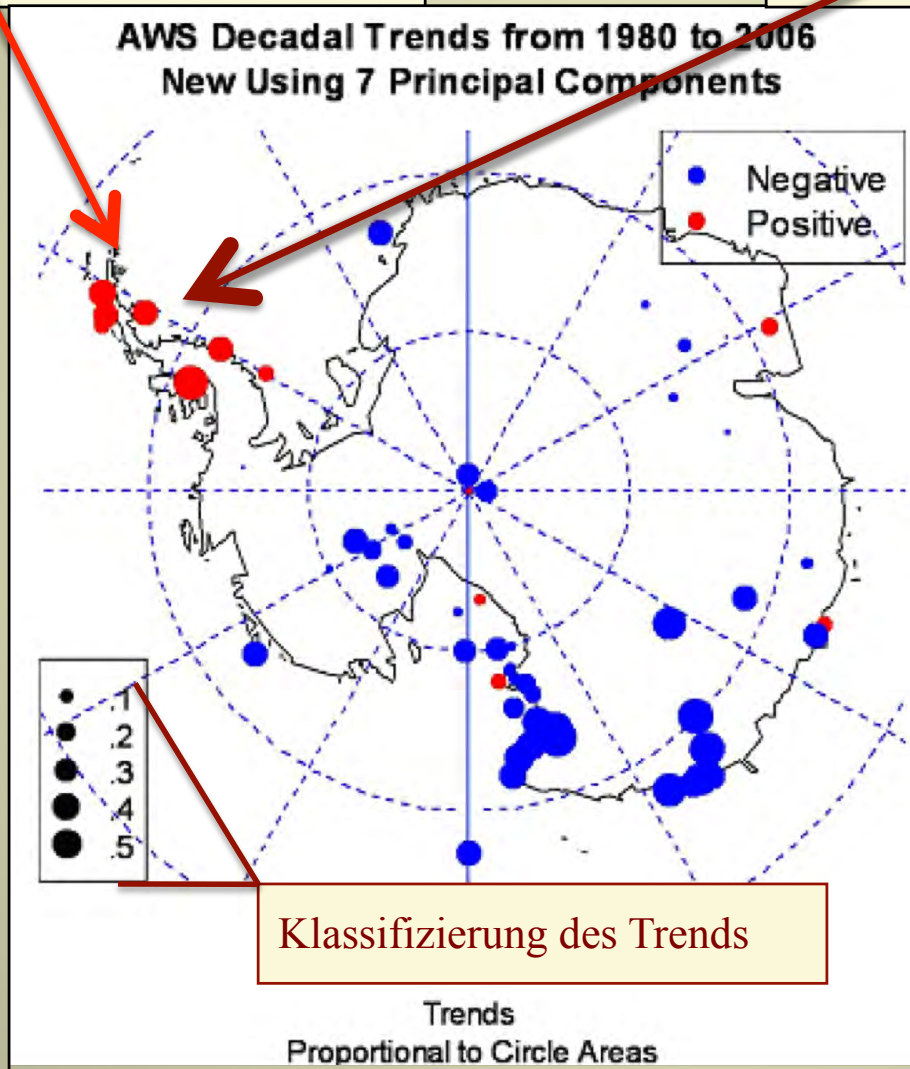 AWS Decadal Trends from 1980 to 2006
New Using 7 Principal Components
Negative
Positive
.1
.2
.3
.4
.5
Klassifizierung des Trends
Trends
Proportional to Circle Areas